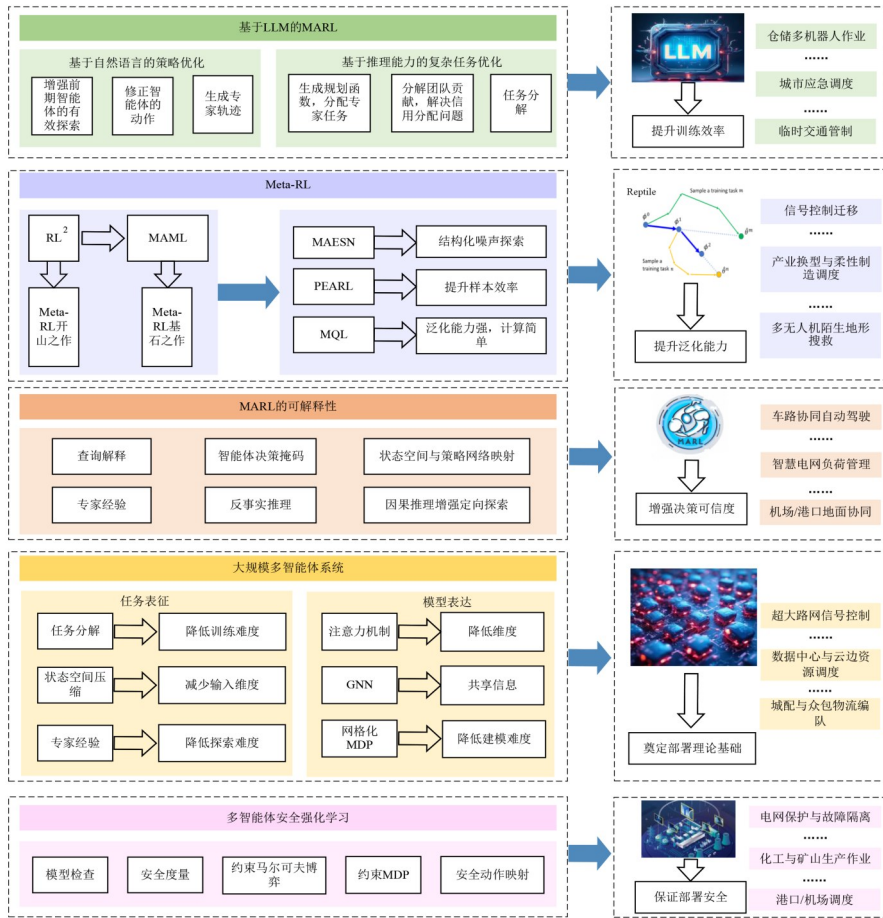 基于LLM的MARL
基于自然语言的策略优化
增强前
期智能
体的有
效探索
修正智
能体的
动作
生成专
家轨迹
基于推理能力的复杂任务优化
生成规划函
数，分配专
家任务
分解团队贡
献，解决信
用分配问题
任务分
解
LLM
提升训练效率
仓储多机器人作业
......
城市应急调度
......
临时交通管制
Meta-RL
RL²
MAML
Meta-
RL开
山之作
Meta-
RL基
石之作
MAESN
结构化噪声探索
PEARL
提升样本效率
MQL
泛化能力强，计算简
单
Reptile
Sample a training task m
ϕ⁰
ϕ¹
ϕ²
Sample a
training task n
提升泛化能力
信号控制迁移
......
产业换型与柔性制
造调度
......
多无人机陌生地形
搜救
MARL的可解释性
查询解释
智能体决策掩码
状态空间与策略网络映射
专家经验
反事实推理
因果推理增强定向探索
MARL
增强决策可信度
车路协同自动驾驶
......
智慧电网负荷管理
......
机场/港口地面协同
大规模多智能体系统
任务表征
任务分解
降低训练难度
状态空间压
缩
减少输入维度
专家经验
降低探索难度
模型表达
注意力机制
降低维度
GNN
共享信息
网格化
MDP
降低建模难度
奠定部署理论基础
超大路网信号控制
......
数据中心与云边资
源调度
......
城配与众包物流编
队
多智能体安全强化学习
模型检查
安全度量
约束马尔可夫博
弈
约束MDP
安全动作映射
保证部署安全
电网保护与故障隔离
......
化工与矿山生产作业
......
港口/机场调度